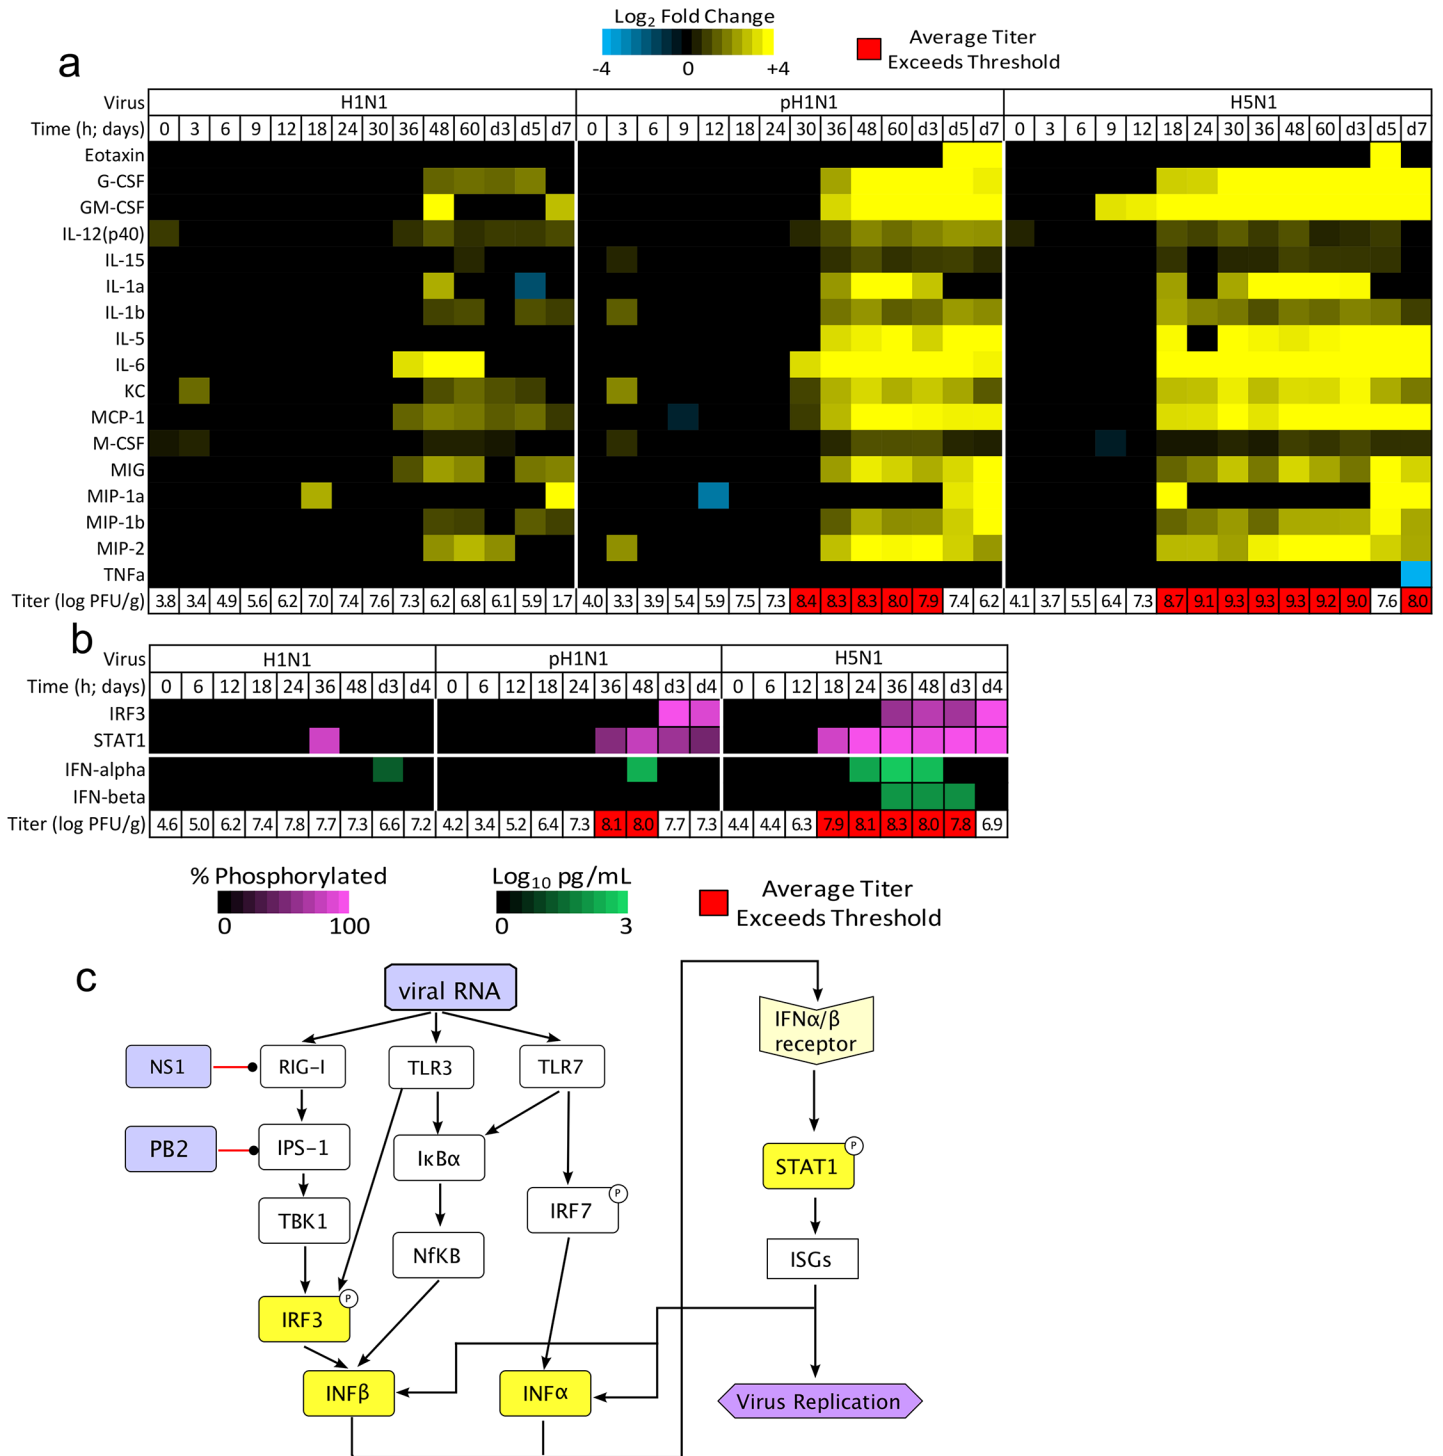 Log2 Fold Change
-4 0 +4
Average Titer
Exceeds Threshold
a
Virus H1N1 pH1N1 H5N1
Time (h; days) 0 3 6 9 12 18 24 30 36 48 60 d3 d5 d7 0 3 6 9 12 18 24 30 36 48 60 d3 d5 d7 0 3 6 9 12 18 24 30 36 48 60 d3 d5 d7
Eotaxin
G-CSF
GM-CSF
IL-12(p40)
IL-15
IL-1a
IL-1b
IL-5
IL-6
KC
MCP-1
M-CSF
MIG
MIP-1a
MIP-1b
MIP-2
TNFa
Titer (log PFU/g) 3.8 3.4 4.9 5.6 6.2 7.0 7.4 7.6 7.3 6.2 6.8 6.1 5.9 1.7 4.0 3.3 3.9 5.4 5.9 7.5 7.3 8.4 8.3 8.3 8.0 7.9 7.4 6.2 4.1 3.7 5.5 6.4 7.3 8.7 9.1 9.3 9.3 9.3 9.2 9.0 7.6 8.0
b
Virus H1N1 pH1N1 H5N1
Time (h; days) 0 6 12 18 24 36 48 d3 d4 0 6 12 18 24 36 48 d3 d4 0 6 12 18 24 36 48 d3 d4
IRF3
STAT1
IFN-alpha
IFN-beta
Titer (log PFU/g) 4.6 5.0 6.2 7.4 7.8 7.7 7.3 6.6 7.2 4.2 3.4 5.2 6.4 7.3 8.1 8.0 7.7 7.3 4.4 4.4 6.3 7.9 8.1 8.3 8.0 7.8 6.9
% Phosphorylated
0 100
Log10 pg/mL
0 3
Average Titer
Exceeds Threshold
c
viral RNA
IFNα/β
receptor
NS1 RIG-I TLR3 TLR7
PB2 IPS-1 IκBα STAT1 P
TBK1 IRF7 P
NfKB ISGs
IRF3 P
INFβ INFα Virus Replication